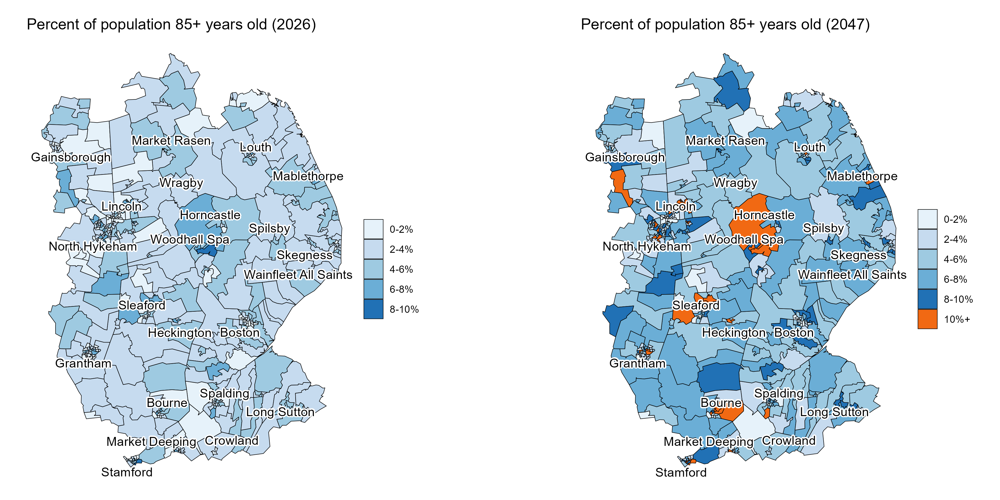 Percent of population 85+ years old (2026)
Market Rasen
Louth
Gainsborough
Mablethorpe
Wragby
Lincoln
Horncastle
Spilsby
Woodhall Spa
North Hykeham
Skegness
Wainfleet All Saints
Sleaford
Heckington
Boston
Grantham
Spalding
Bourne
Long Sutton
Market Deeping
Crowland
Stamford
0-2%
2-4%
4-6%
6-8%
8-10%
Percent of population 85+ years old (2047)
Market Rasen
Louth
Gainsborough
Mablethorpe
Wragby
Lincoln
Horncastle
Spilsby
Woodhall Spa
North Hykeham
Skegness
Wainfleet All Saints
Sleaford
Heckington
Boston
Grantham
Spalding
Bourne
Long Sutton
Market Deeping
Crowland
Stamford
0-2%
2-4%
4-6%
6-8%
8-10%
10%+